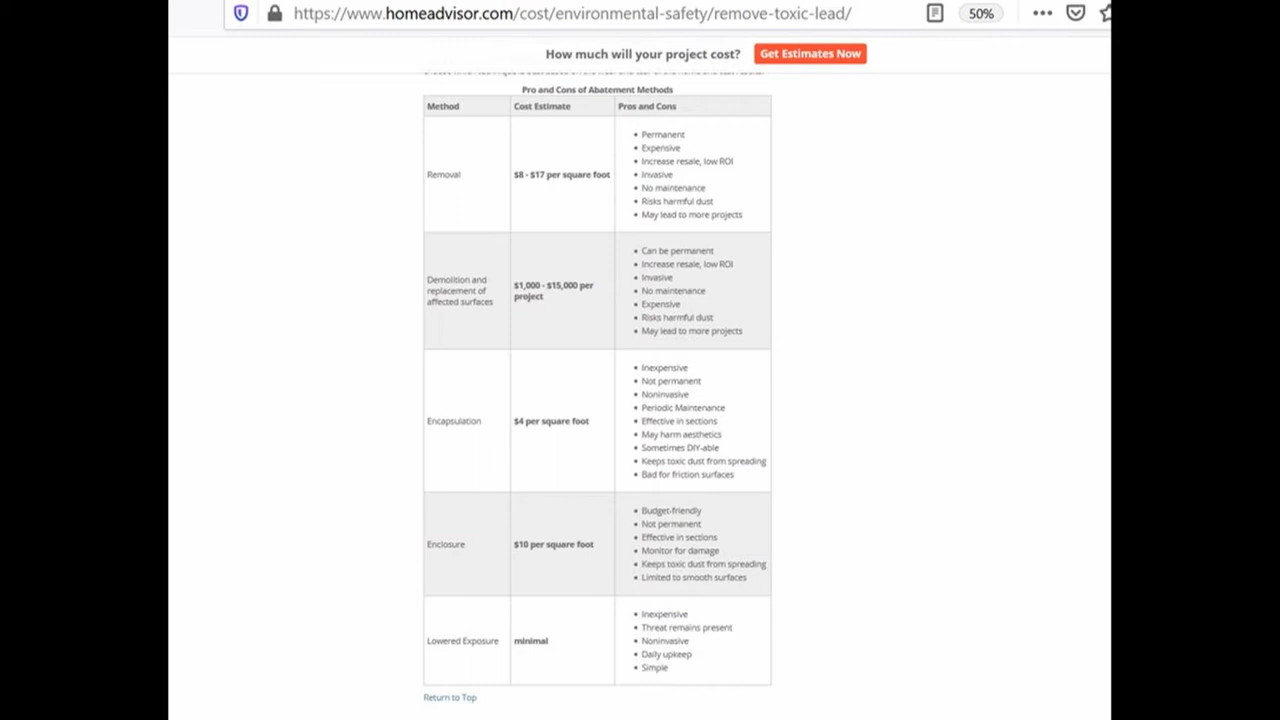 https://www.homeadvisor.com/cost/environmental-safety/remove-toxic-lead/
50%
How much will your project cost?
Get Estimates Now
Pro and Cons of Abatement Methods
Method
Cost Estimate
Pros and Cons
Removal
$8 - $17 per square foot
• Permanent
• Expensive
• Increase resale, low ROI
• Invasive
• No maintenance
• Risks harmful dust
• May lead to more projects
Demolition and
replacement of
affected surfaces
$1,000 - $15,000 per
project
• Can be permanent
• Increase resale, low ROI
• Invasive
• No maintenance
• Expensive
• Risks harmful dust
• May lead to more projects
Encapsulation
$4 per square foot
• Inexpensive
• Not permanent
• Noninvasive
• Periodic Maintenance
• Effective in sections
• May harm aesthetics
• Sometimes DIY-able
• Keeps toxic dust from spreading
• Bad for friction surfaces
Enclosure
$10 per square foot
• Budget-friendly
• Not permanent
• Effective in sections
• Monitor for damage
• Keeps toxic dust from spreading
• Limited to smooth surfaces
Lowered Exposure
minimal
• Inexpensive
• Threat remains present
• Noninvasive
• Daily upkeep
• Simple
Return to Top